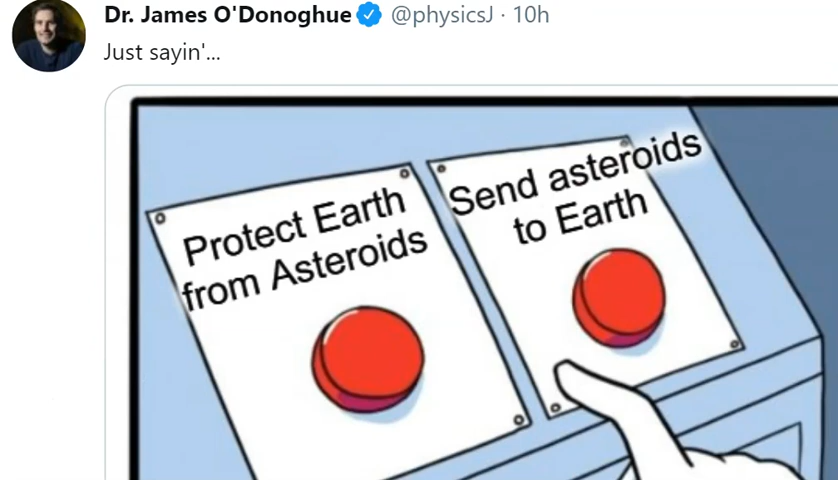 Dr. James O'Donoghue @physicsJ · 10h
Just sayin'...
Protect Earth
from Asteroids
Send asteroids
to Earth